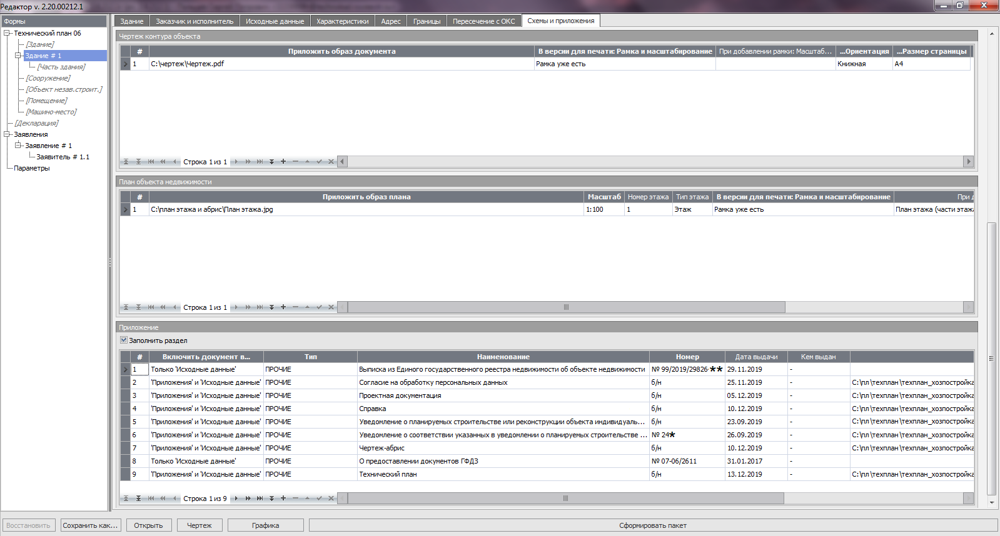 Редактор v. 2.20.00212.1
Формы
Технический план 06
[Здание]
Здание # 1
[Часть здания]
[Сооружение]
[Объект незав.строит.]
[Помещение]
[Машино-место]
[Декларация]
Заявления
Заявление # 1
Заявитель # 1.1
Параметры
Здание Заказчик и исполнитель Исходные данные Характеристики Адрес Границы Пересечение с ОКС Схемы и приложения
Чертеж контура объекта
# Приложить образ документа В версии для печати: Рамка и масштабирование При добавлении рамки: Масштаб... ...Ориентация ...Размер страницы
1 C:\чертеж\Чертеж.pdf Рамка уже есть Книжная A4
Строка 1 из 1
План объекта недвижимости
# Приложить образ плана Масштаб Номер этажа Тип этажа В версии для печати: Рамка и масштабирование При д
1 C:\план этажа и абрис\План этажа.jpg 1:100 1 Этаж Рамка уже есть План этажа (части этажа
Строка 1 из 1
Приложение
Заполнить раздел
# Включить документ в... Тип Наименование Номер Дата выдачи Кем выдан
1 Только 'Исходные данные' ПРОЧИЕ Выписка из Единого государственного реестра недвижимости об объекте недвижимости № 99/2019/29826** 29.11.2019 -
2 'Приложения' и 'Исходные данные' ПРОЧИЕ Согласие на обработку персональных данных б/н 25.11.2019 - C:\пл\техплан\техплан_хозпостройка
3 'Приложения' и 'Исходные данные' ПРОЧИЕ Проектная документация б/н 05.12.2019 - C:\пл\техплан\техплан_хозпостройка
4 'Приложения' и 'Исходные данные' ПРОЧИЕ Справка б/н 10.12.2019 - C:\пл\техплан\техплан_хозпостройка
5 'Приложения' и 'Исходные данные' ПРОЧИЕ Уведомление о планируемых строительстве или реконструкции объекта индивидуаль... б/н 23.09.2019 - C:\пл\техплан\техплан_хозпостройка
6 'Приложения' и 'Исходные данные' ПРОЧИЕ Уведомление о соответствии указанных в уведомлении о планируемых строительстве ... № 24* 26.09.2019 - C:\пл\техплан\техплан_хозпостройка
7 'Приложения' и 'Исходные данные' ПРОЧИЕ Чертеж-абрис б/н 10.12.2019 - C:\пл\техплан\техплан_хозпостройка
8 Только 'Исходные данные' ПРОЧИЕ О предоставлении документов ГФДЗ № 07-06/2611 31.01.2017 -
9 'Приложения' и 'Исходные данные' ПРОЧИЕ Технический план б/н 13.12.2019 - C:\пл\техплан\техплан_хозпостройка
Строка 1 из 9
Восстановить Сохранить как... Открыть Чертеж Графика Сформировать пакет